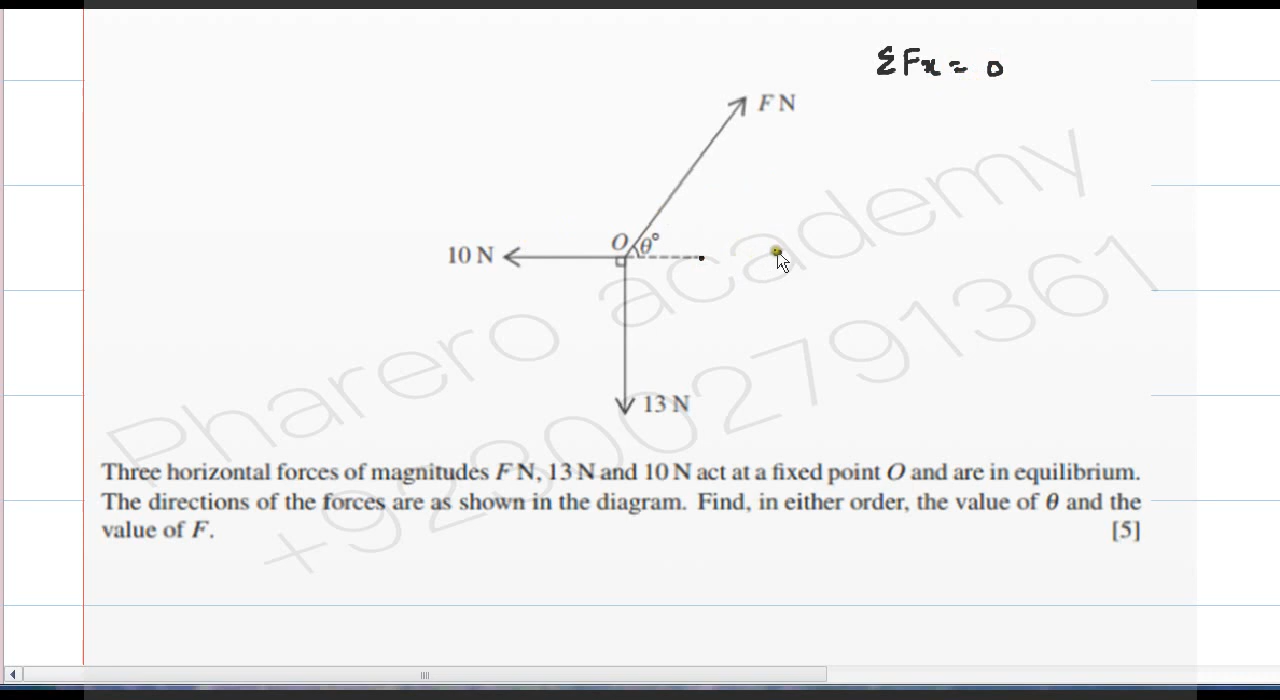 ΣFx = 0
F N
O θ°
10 N
13 N
Pharero academy
+923002791361
Three horizontal forces of magnitudes F N, 13 N and 10 N act at a fixed point O and are in equilibrium.
The directions of the forces are as shown in the diagram. Find, in either order, the value of θ and the
value of F. [5]